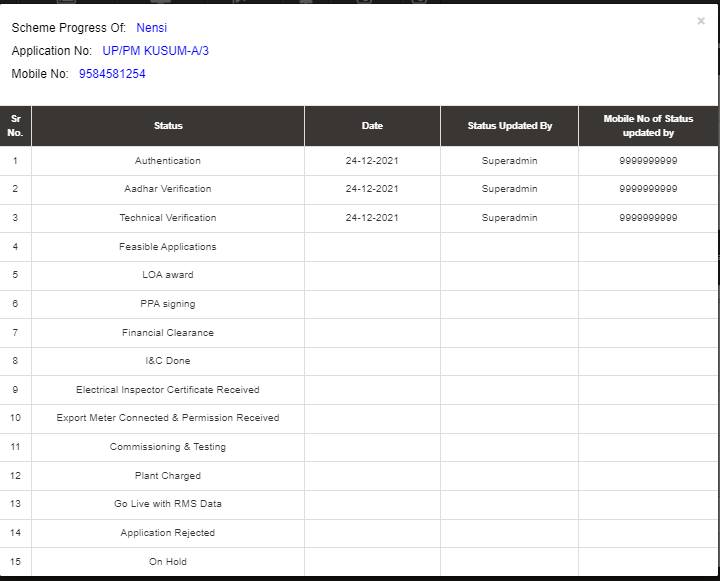 Scheme Progress Of: Nensi
Application No: UP/PM KUSUM-A/3
Mobile No: 9584581254
Sr No. Status Date Status Updated By Mobile No of Status updated by
1 Authentication 24-12-2021 Superadmin 9999999999
2 Aadhar Verification 24-12-2021 Superadmin 9999999999
3 Technical Verification 24-12-2021 Superadmin 9999999999
4 Feasible Applications
5 LOA award
6 PPA signing
7 Financial Clearance
8 I&C Done
9 Electrical Inspector Certificate Received
10 Export Meter Connected & Permission Received
11 Commissioning & Testing
12 Plant Charged
13 Go Live with RMS Data
14 Application Rejected
15 On Hold